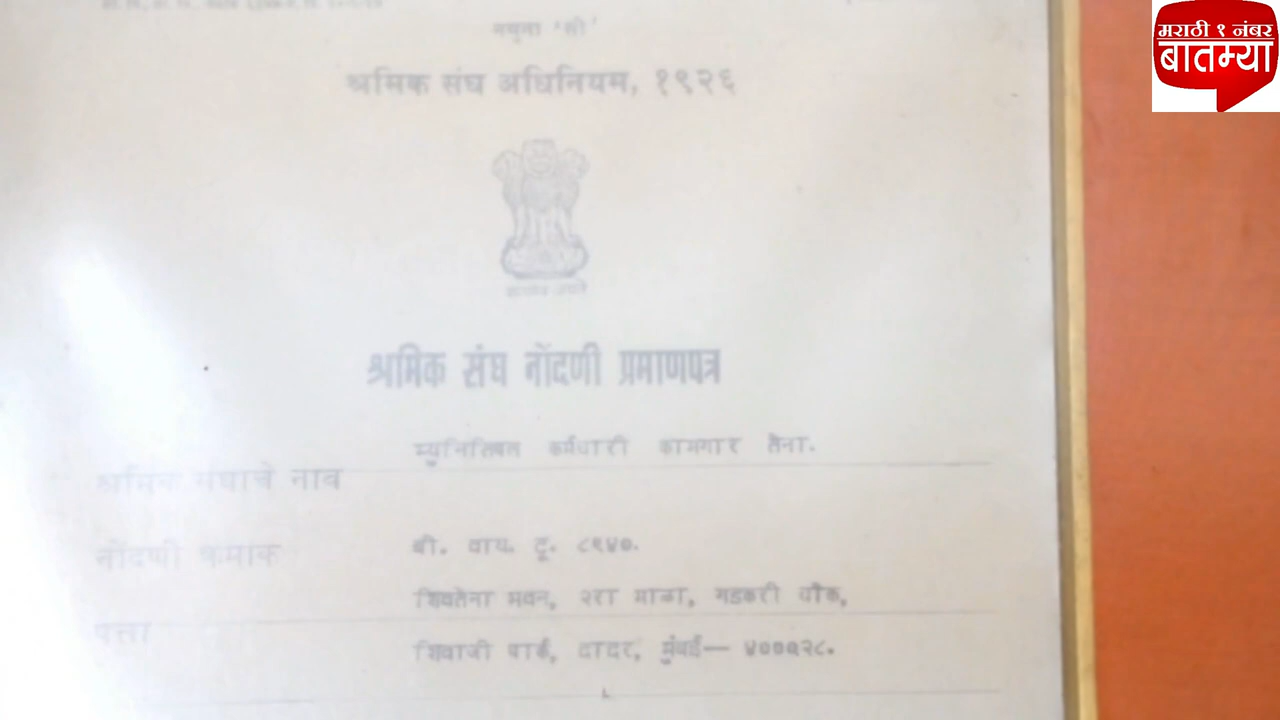 मराठी १ नंबर
बातम्या
नमुना 'सी'
श्रमिक संघ अधिनियम, १९२६
श्रमिक संघ नोंदणी प्रमाणपत्र
म्युनिसिपल कर्मचारी कामगार सेना.
श्रमिक संघाचे नाव
नोंदणी क्रमांक
बी. वाय. टू. ८९४०.
शिवसेना भवन, २रा माळा, गडकरी चौक,
पत्ता
शिवाजी पार्क, दादर, मुंबई— ४०००२८.